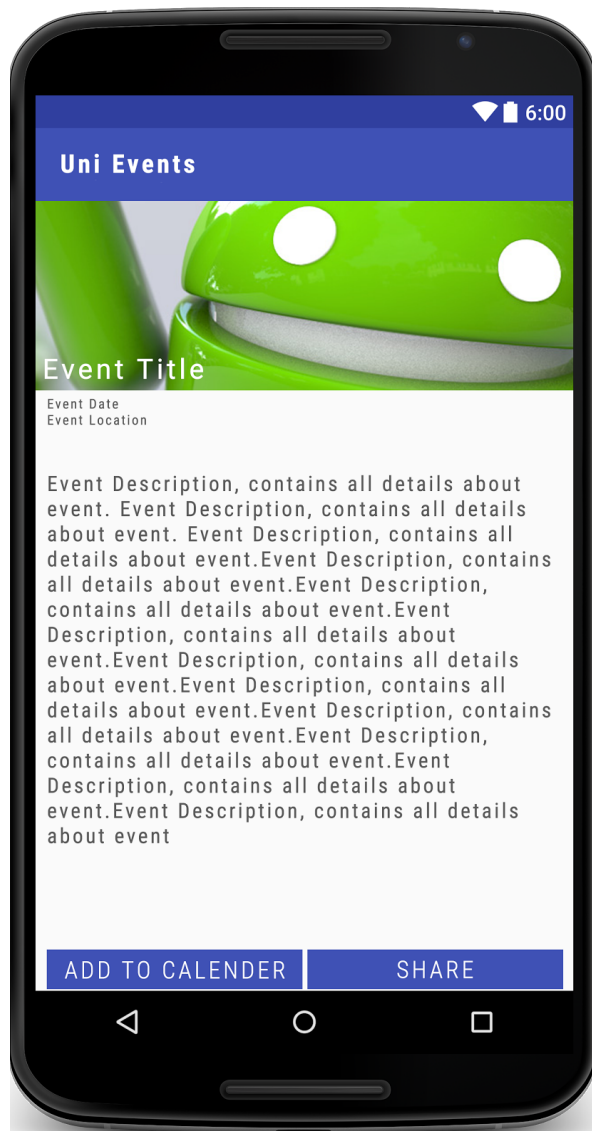 6:00
Uni Events
Event Title
Event Date
Event Location
Event Description, contains all details about
event. Event Description, contains all details
about event. Event Description, contains all
details about event.Event Description, contains
all details about event.Event Description,
contains all details about event.Event
Description, contains all details about
event.Event Description, contains all details
about event.Event Description, contains all
details about event.Event Description, contains
all details about event.Event Description,
contains all details about event.Event
Description, contains all details about
event.Event Description, contains all details
about event
ADD TO CALENDER
SHARE